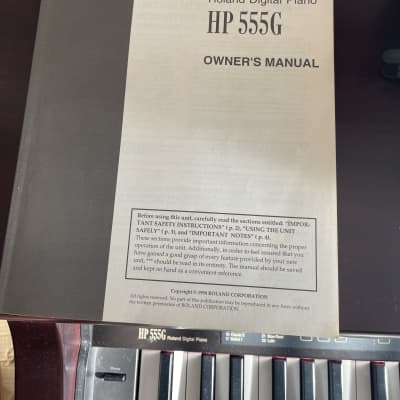 Roland Digital Piano
HP 555G
OWNER'S MANUAL
Before using this unit, carefully read the sections entitled: "IMPOR-
TANT SAFETY INSTRUCTIONS" (p. 2), "USING THE UNIT
SAFELY" (p. 3), and "IMPORTANT NOTES" (p. 4).
These sections provide important information concerning the proper
operation of the unit. Additionally, in order to feel assured that you
have gained a good grasp of every feature provided by your new
unit, should be read in its entirety. The manual should be saved
and kept on hand as a convenient reference.
Copyright © 1998 ROLAND CORPORATION
All rights reserved. No part of this publication may be reproduced in any form without
the written permission of ROLAND CORPORATION.
HP 555G Roland Digital Piano